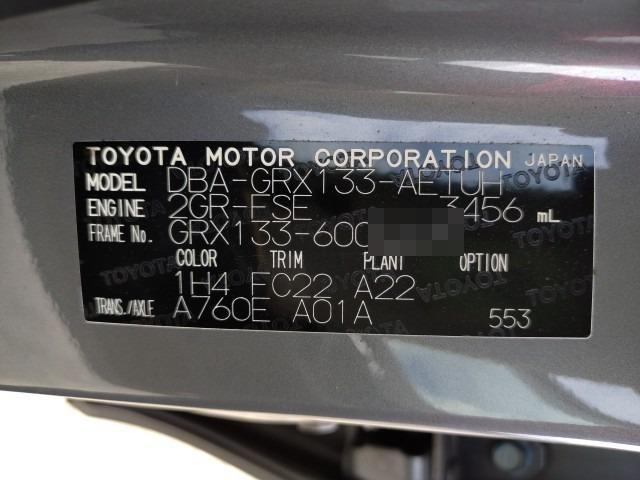 TOYOTA MOTOR CORPORATION JAPAN
MODEL DBA-GRX133-AETUH
ENGINE 2GR-FSE 3456 mL
FRAME No. GRX133-600
COLOR TRIM PLANT OPTION
1H4 FC22 A22
TRANS./AXLE A760E A01A 553